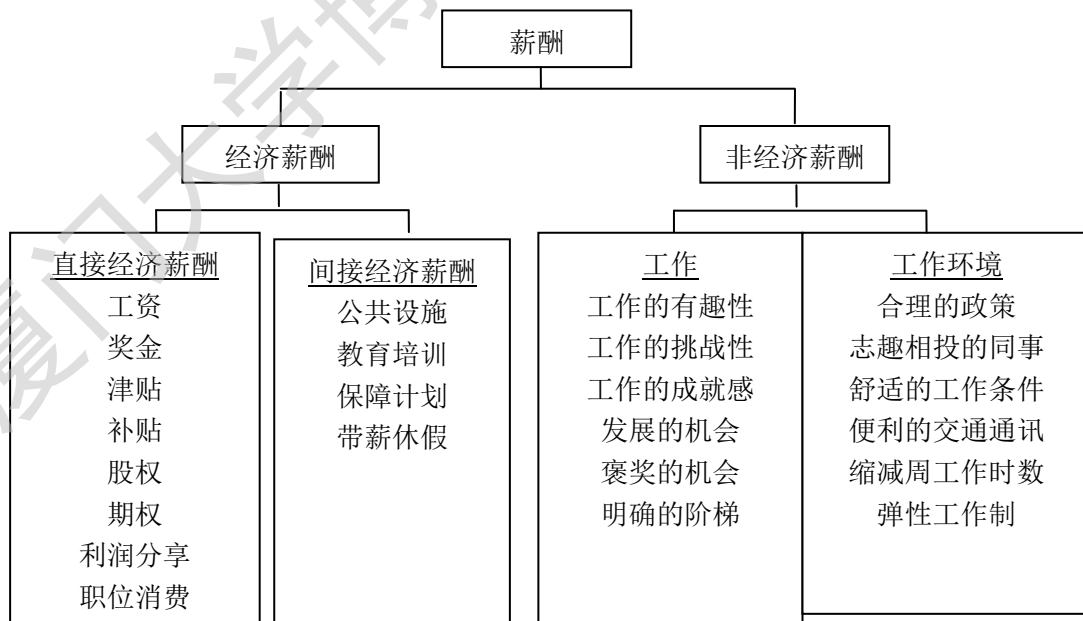 薪酬
经济薪酬
非经济薪酬
直接经济薪酬
工资
奖金
津贴
补贴
股权
期权
利润分享
职位消费
间接经济薪酬
公共设施
教育培训
保障计划
带薪休假
工作
工作的有趣性
工作的挑战性
工作的成就感
发展的机会
褒奖的机会
明确的阶梯
工作环境
合理的政策
志趣相投的同事
舒适的工作条件
便利的交通通讯
缩减周工作时数
弹性工作制
厦门大学博